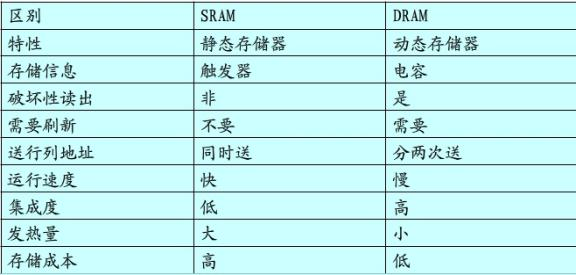 区别 SRAM DRAM
特性 静态存储器 动态存储器
存储信息 触发器 电容
破坏性读出 非 是
需要刷新 不要 需要
送行列地址 同时送 分两次送
运行速度 快 慢
集成度 低 高
发热量 大 小
存储成本 高 低